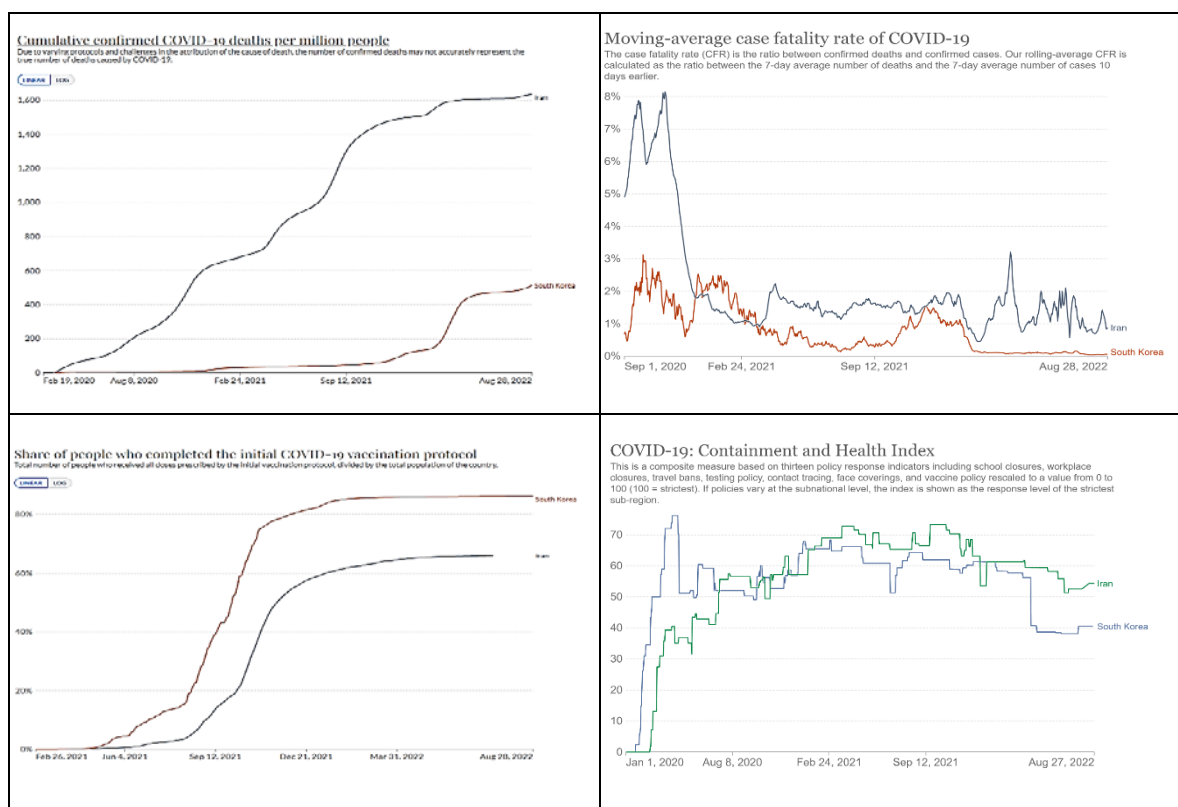 Cumulative confirmed COVID-19 deaths per million people
Due to varying protocols and challenges in the attribution of the cause of death, the number of confirmed deaths may not accurately represent the
true number of deaths caused by COVID-19.
LINEAR LOG
1,600
1,400
1,200
1,000
800
600
400
200
0
Iran
South Korea
Feb 19, 2020 Aug 8, 2020 Feb 24, 2021 Sep 12, 2021 Aug 28, 2022
Moving-average case fatality rate of COVID-19
The case fatality rate (CFR) is the ratio between confirmed deaths and confirmed cases. Our rolling-average CFR is
calculated as the ratio between the 7-day average number of deaths and the 7-day average number of cases 10
days earlier.
8%
7%
6%
5%
4%
3%
2%
1%
0%
Iran
South Korea
Sep 1, 2020 Feb 24, 2021 Sep 12, 2021 Aug 28, 2022
Share of people who completed the initial COVID-19 vaccination protocol
Total number of people who received all doses prescribed by the initial vaccination protocol, divided by the total population of the country.
LINEAR LOG
80%
60%
40%
20%
0%
South Korea
Iran
Feb 26, 2021 Jun 4, 2021 Sep 12, 2021 Dec 21, 2021 Mar 31, 2022 Aug 28, 2022
COVID-19: Containment and Health Index
This is a composite measure based on thirteen policy response indicators including school closures, workplace
closures, travel bans, testing policy, contact tracing, face coverings, and vaccine policy rescaled to a value from 0 to
100 (100 = strictest). If policies vary at the subnational level, the index is shown as the response level of the strictest
sub-region.
70
60
50
40
30
20
10
0
Iran
South Korea
Jan 1, 2020 Aug 8, 2020 Feb 24, 2021 Sep 12, 2021 Aug 27, 2022